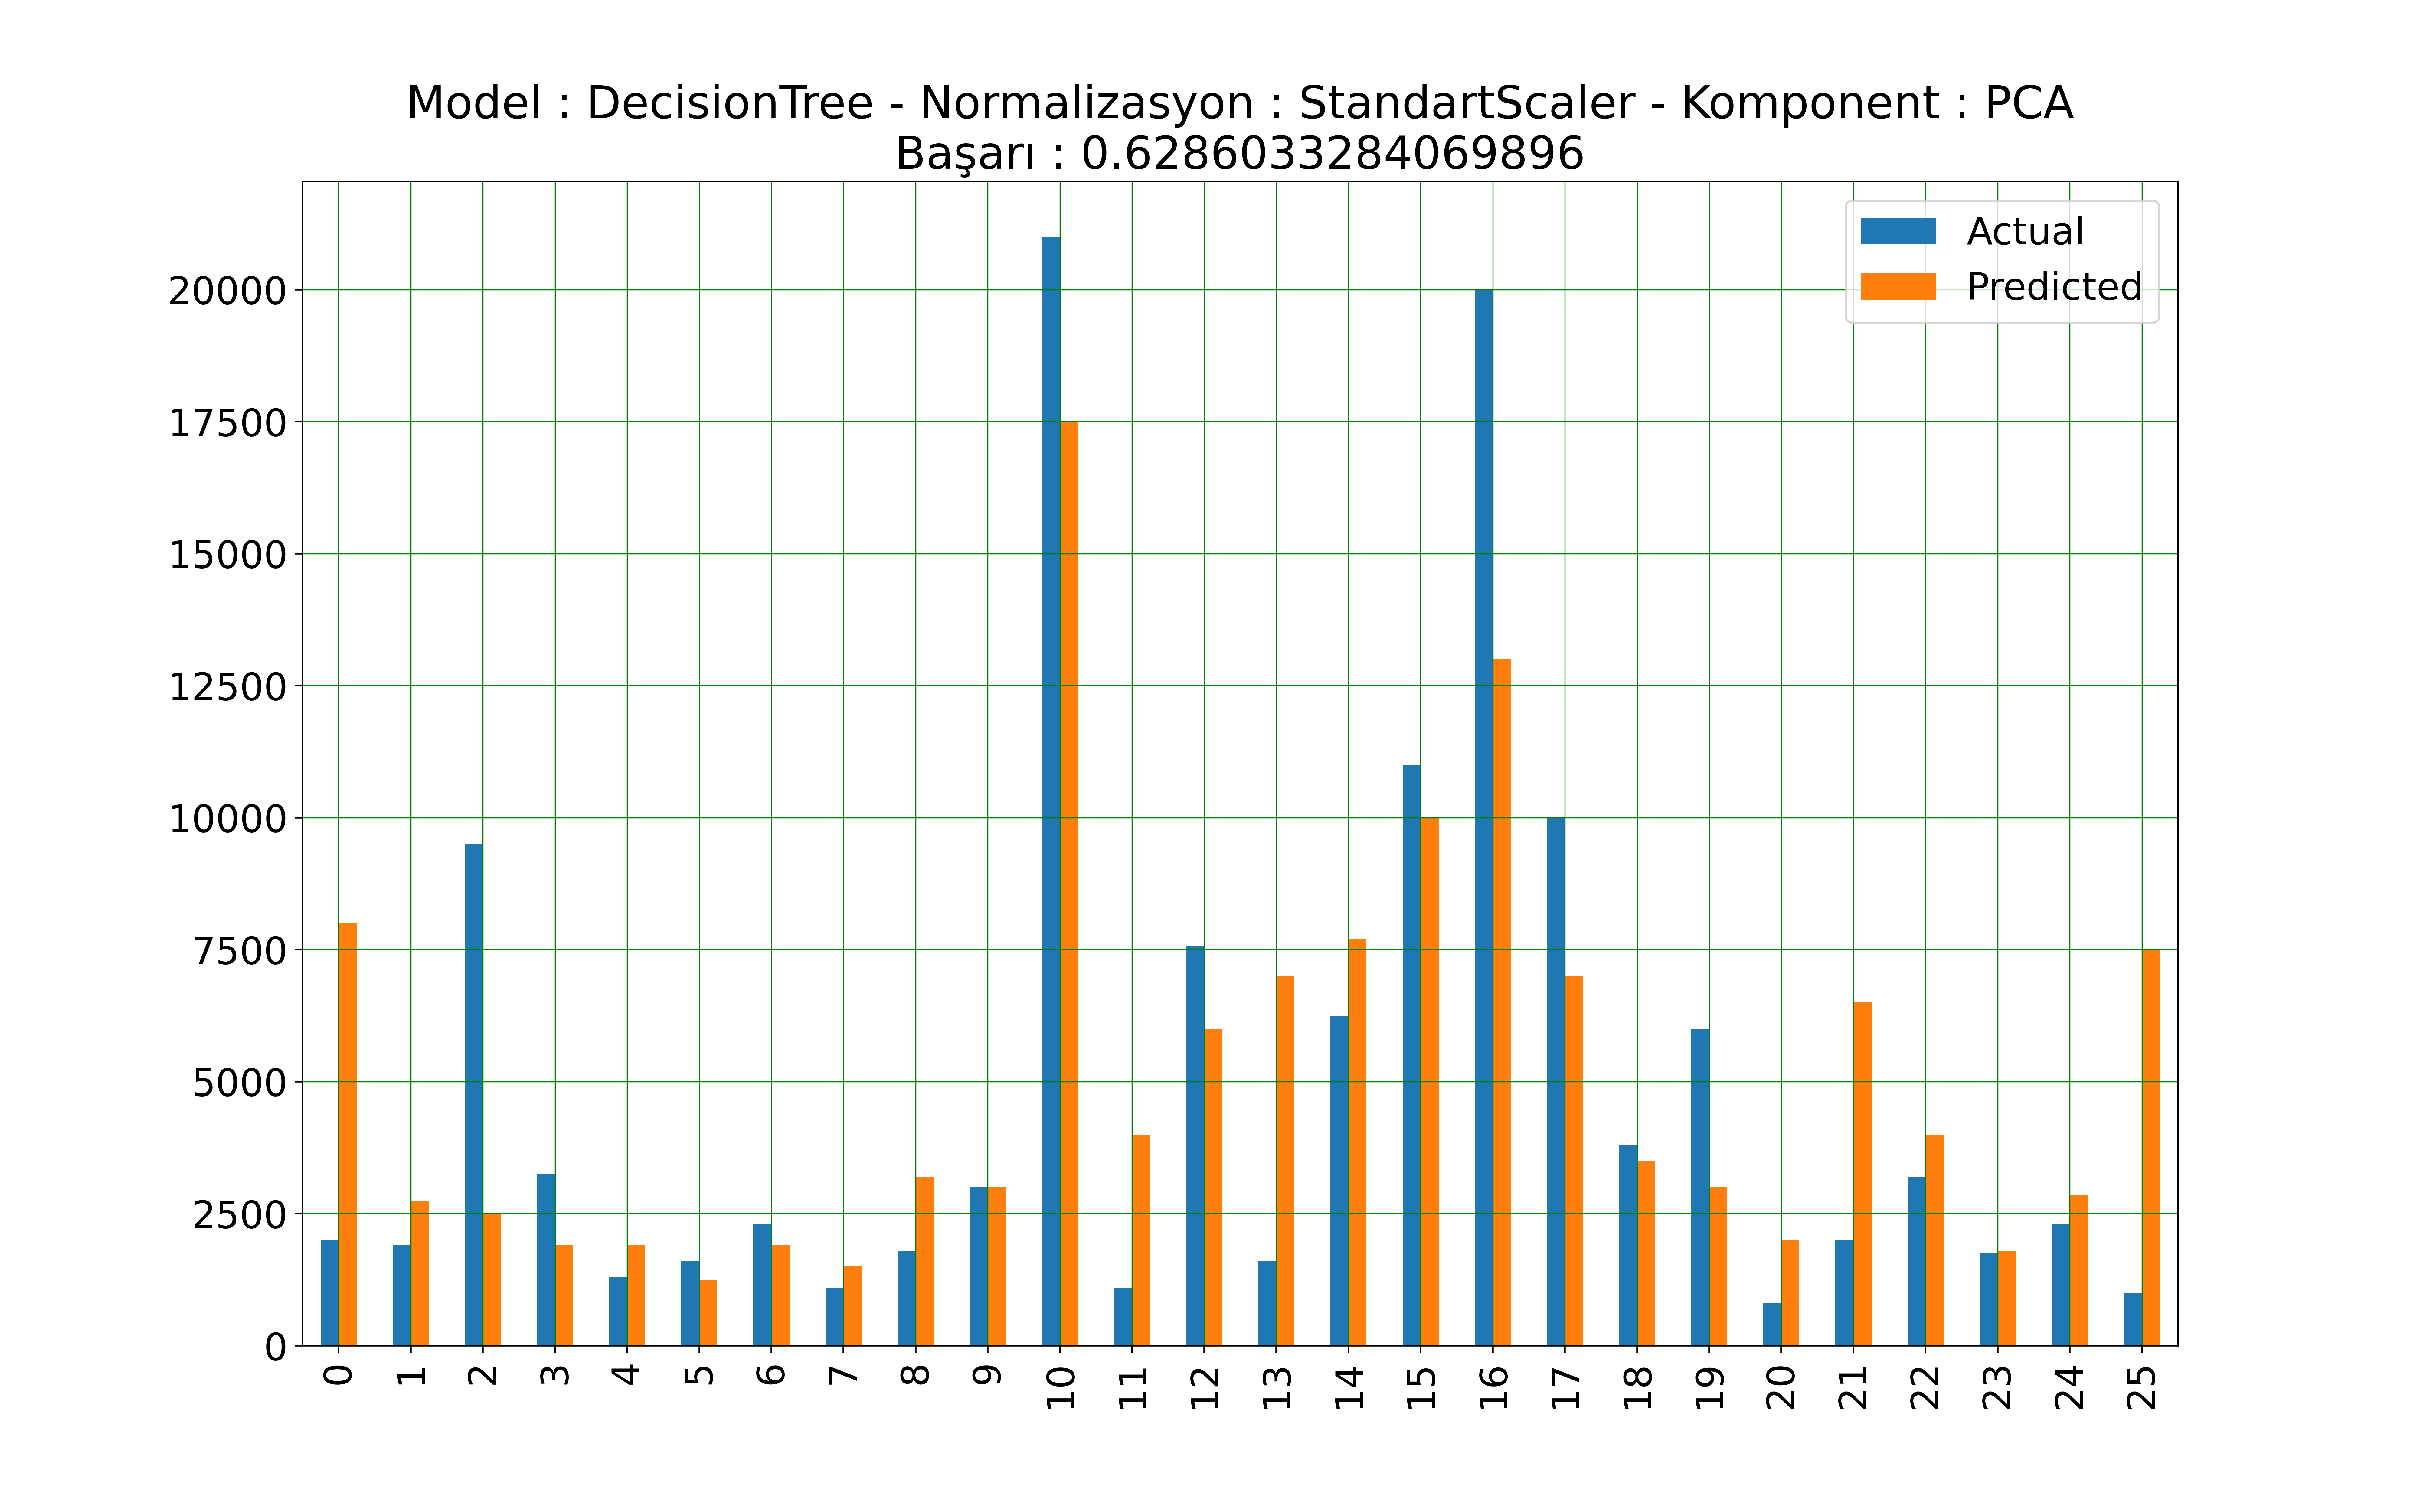 Model : DecisionTree - Normalizasyon : StandartScaler - Komponent : PCA
Başarı : 0.6286033284069896
Actual
Predicted
20000
17500
15000
12500
10000
7500
5000
2500
0
0 1 2 3 4 5 6 7 8 9 10 11 12 13 14 15 16 17 18 19 20 21 22 23 24 25